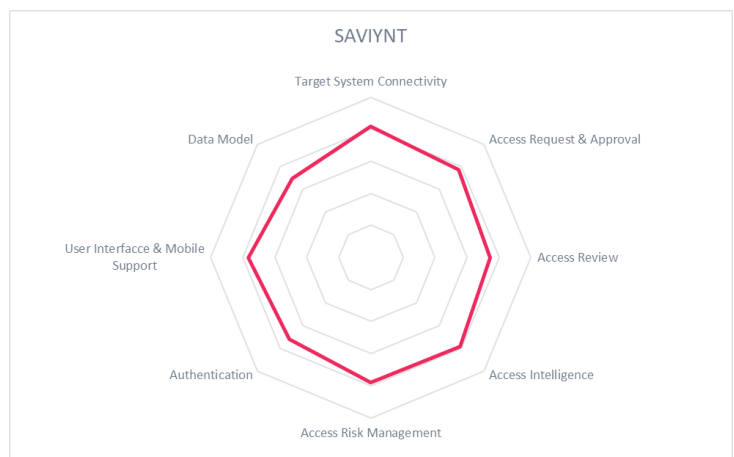 SAVIYNT
Target System Connectivity
Data Model
Access Request & Approval
User Interfacce & Mobile
Support
Access Review
Authentication
Access Intelligence
Access Risk Management